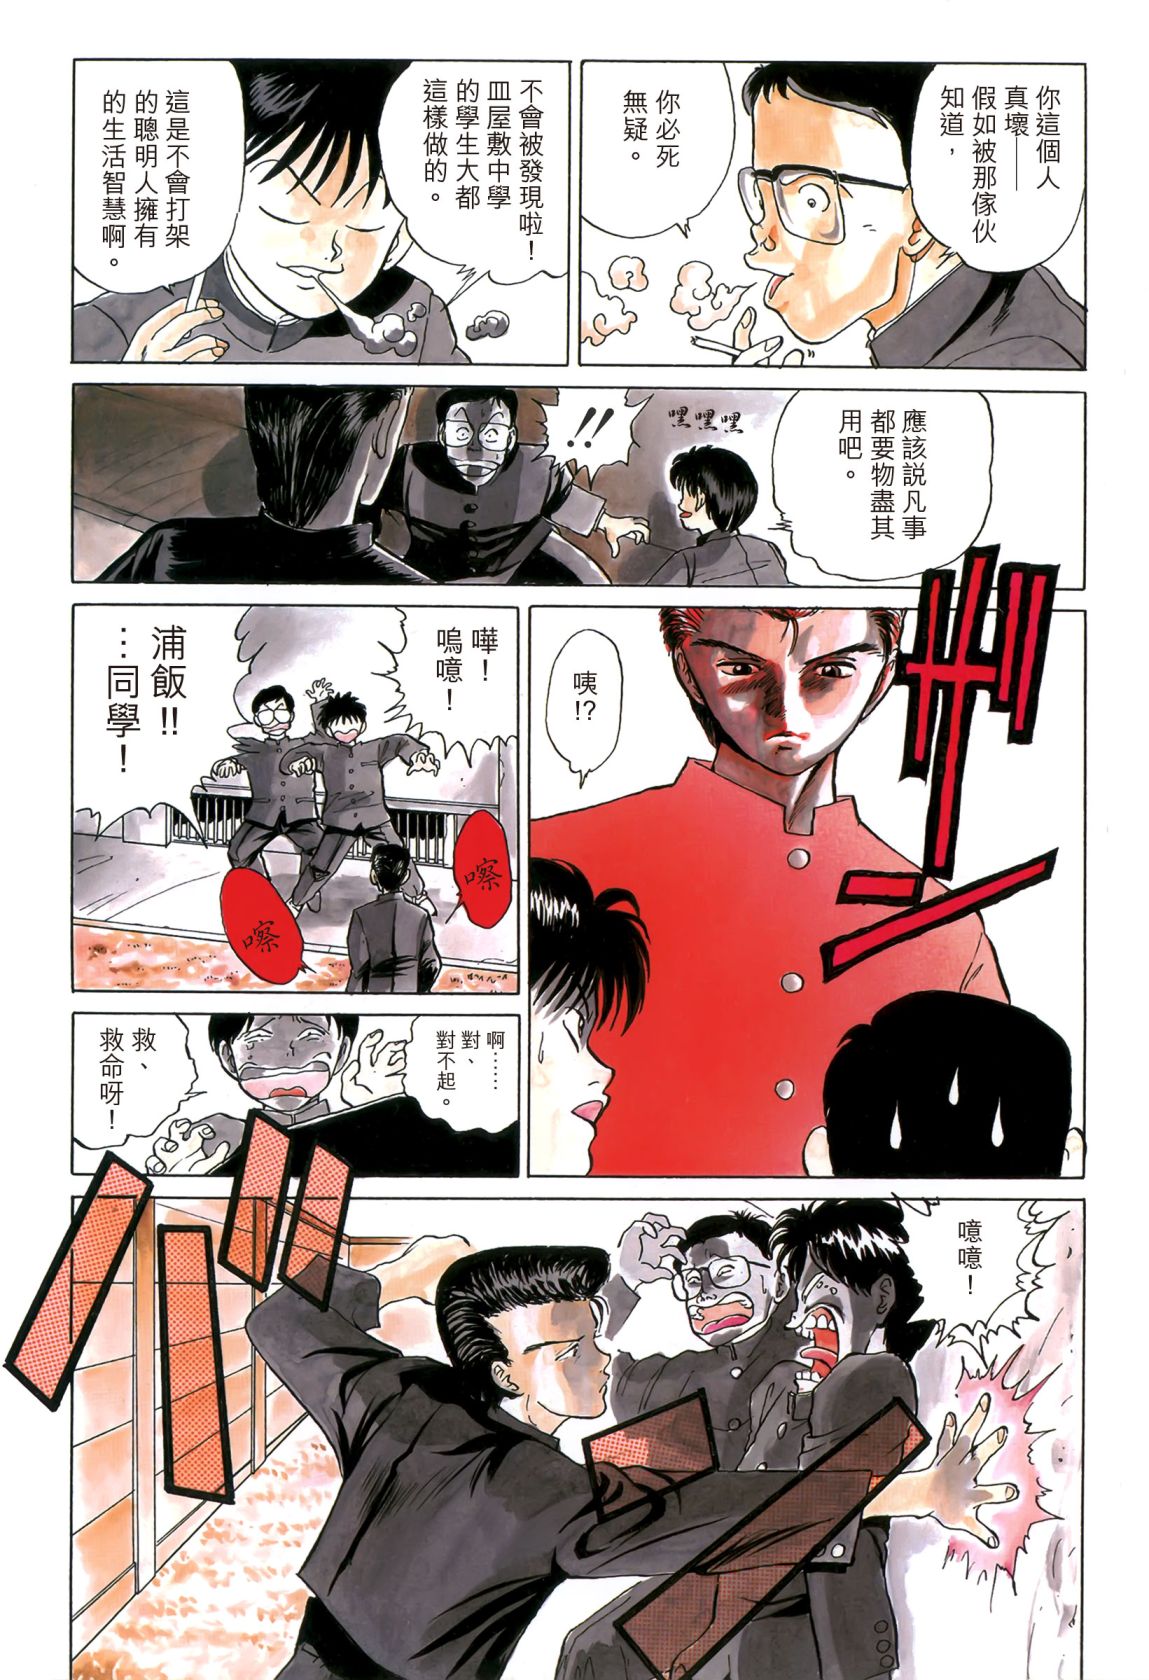 你這個人
真壞——
假如被那傢伙
知道，
你必死
無疑。
不會被發現啦！
皿屋敷中學
的學生大都
這樣做的。
這是不會打架
的聰明人擁有
的生活智慧啊。
應該說凡事
都要物盡其
用吧。
嘿嘿嘿
!!
ザン
咦!?
嘩！
嗚噫！
浦飯!!
…同學！
嚓
嚓
啊……
對、
對不起。
救、
救命呀！
噫噫！
バン